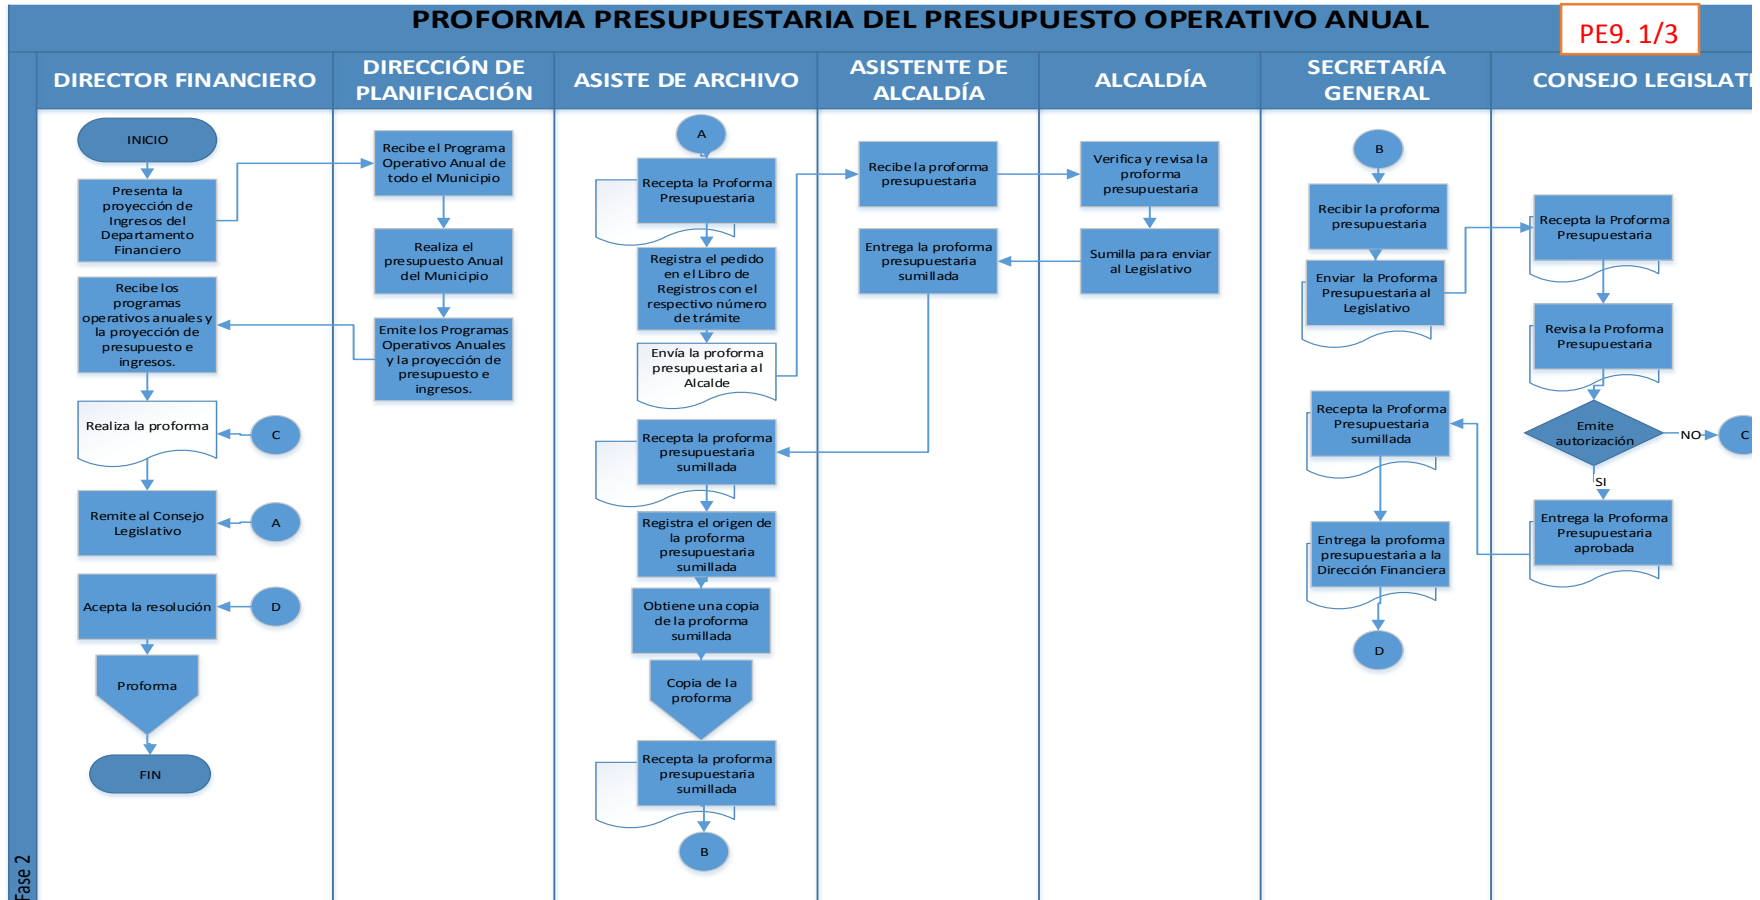 PROFORMA PRESUPUESTARIA DEL PRESUPUESTO OPERATIVO ANUAL
PE9. 1/3
DIRECTOR FINANCIERO
DIRECCIÓN DE
PLANIFICACIÓN
ASISTE DE ARCHIVO
ASISTENTE DE
ALCALDÍA
ALCALDÍA
SECRETARÍA
GENERAL
CONSEJO LEGISLATI
INICIO
Presenta la
proyección de
Ingresos del
Departamento
Financiero
Recibe los
programas
operativos anuales y
la proyección de
presupuesto e
ingresos.
Realiza la proforma
C
Remite al Consejo
Legislativo
A
Acepta la resolución
D
Proforma
FIN
Recibe el Programa
Operativo Anual de
todo el Municipio
Realiza el
presupuesto Anual
del Municipio
Emite los Programas
Operativos Anuales
y la proyección de
presupuesto e
ingresos.
A
Recepta la Proforma
Presupuestaria
Registra el pedido
en el Libro de
Registros con el
respectivo número
de trámite
Envía la proforma
presupuestaria al
Alcalde
Recepta la proforma
presupuestaria
sumillada
Registra el origen de
la proforma
presupuestaria
sumillada
Obtiene una copia
de la proforma
sumillada
Copia de la
proforma
Recepta la proforma
presupuestaria
sumillada
B
Recibe la proforma
presupuestaria
Entrega la proforma
presupuestaria
sumillada
Verifica y revisa la
proforma
presupuestaria
Sumilla para enviar
al Legislativo
B
Recibir la proforma
presupuestaria
Enviar la Proforma
Presupuestaria al
Legislativo
Recepta la Proforma
Presupuestaria
sumillada
Entrega la proforma
presupuestaria a la
Dirección Financiera
D
Recepta la Proforma
Presupuestaria
Revisa la Proforma
Presupuestaria
Emite
autorización
NO
C
SI
Entrega la Proforma
Presupuestaria
aprobada
Fase 2